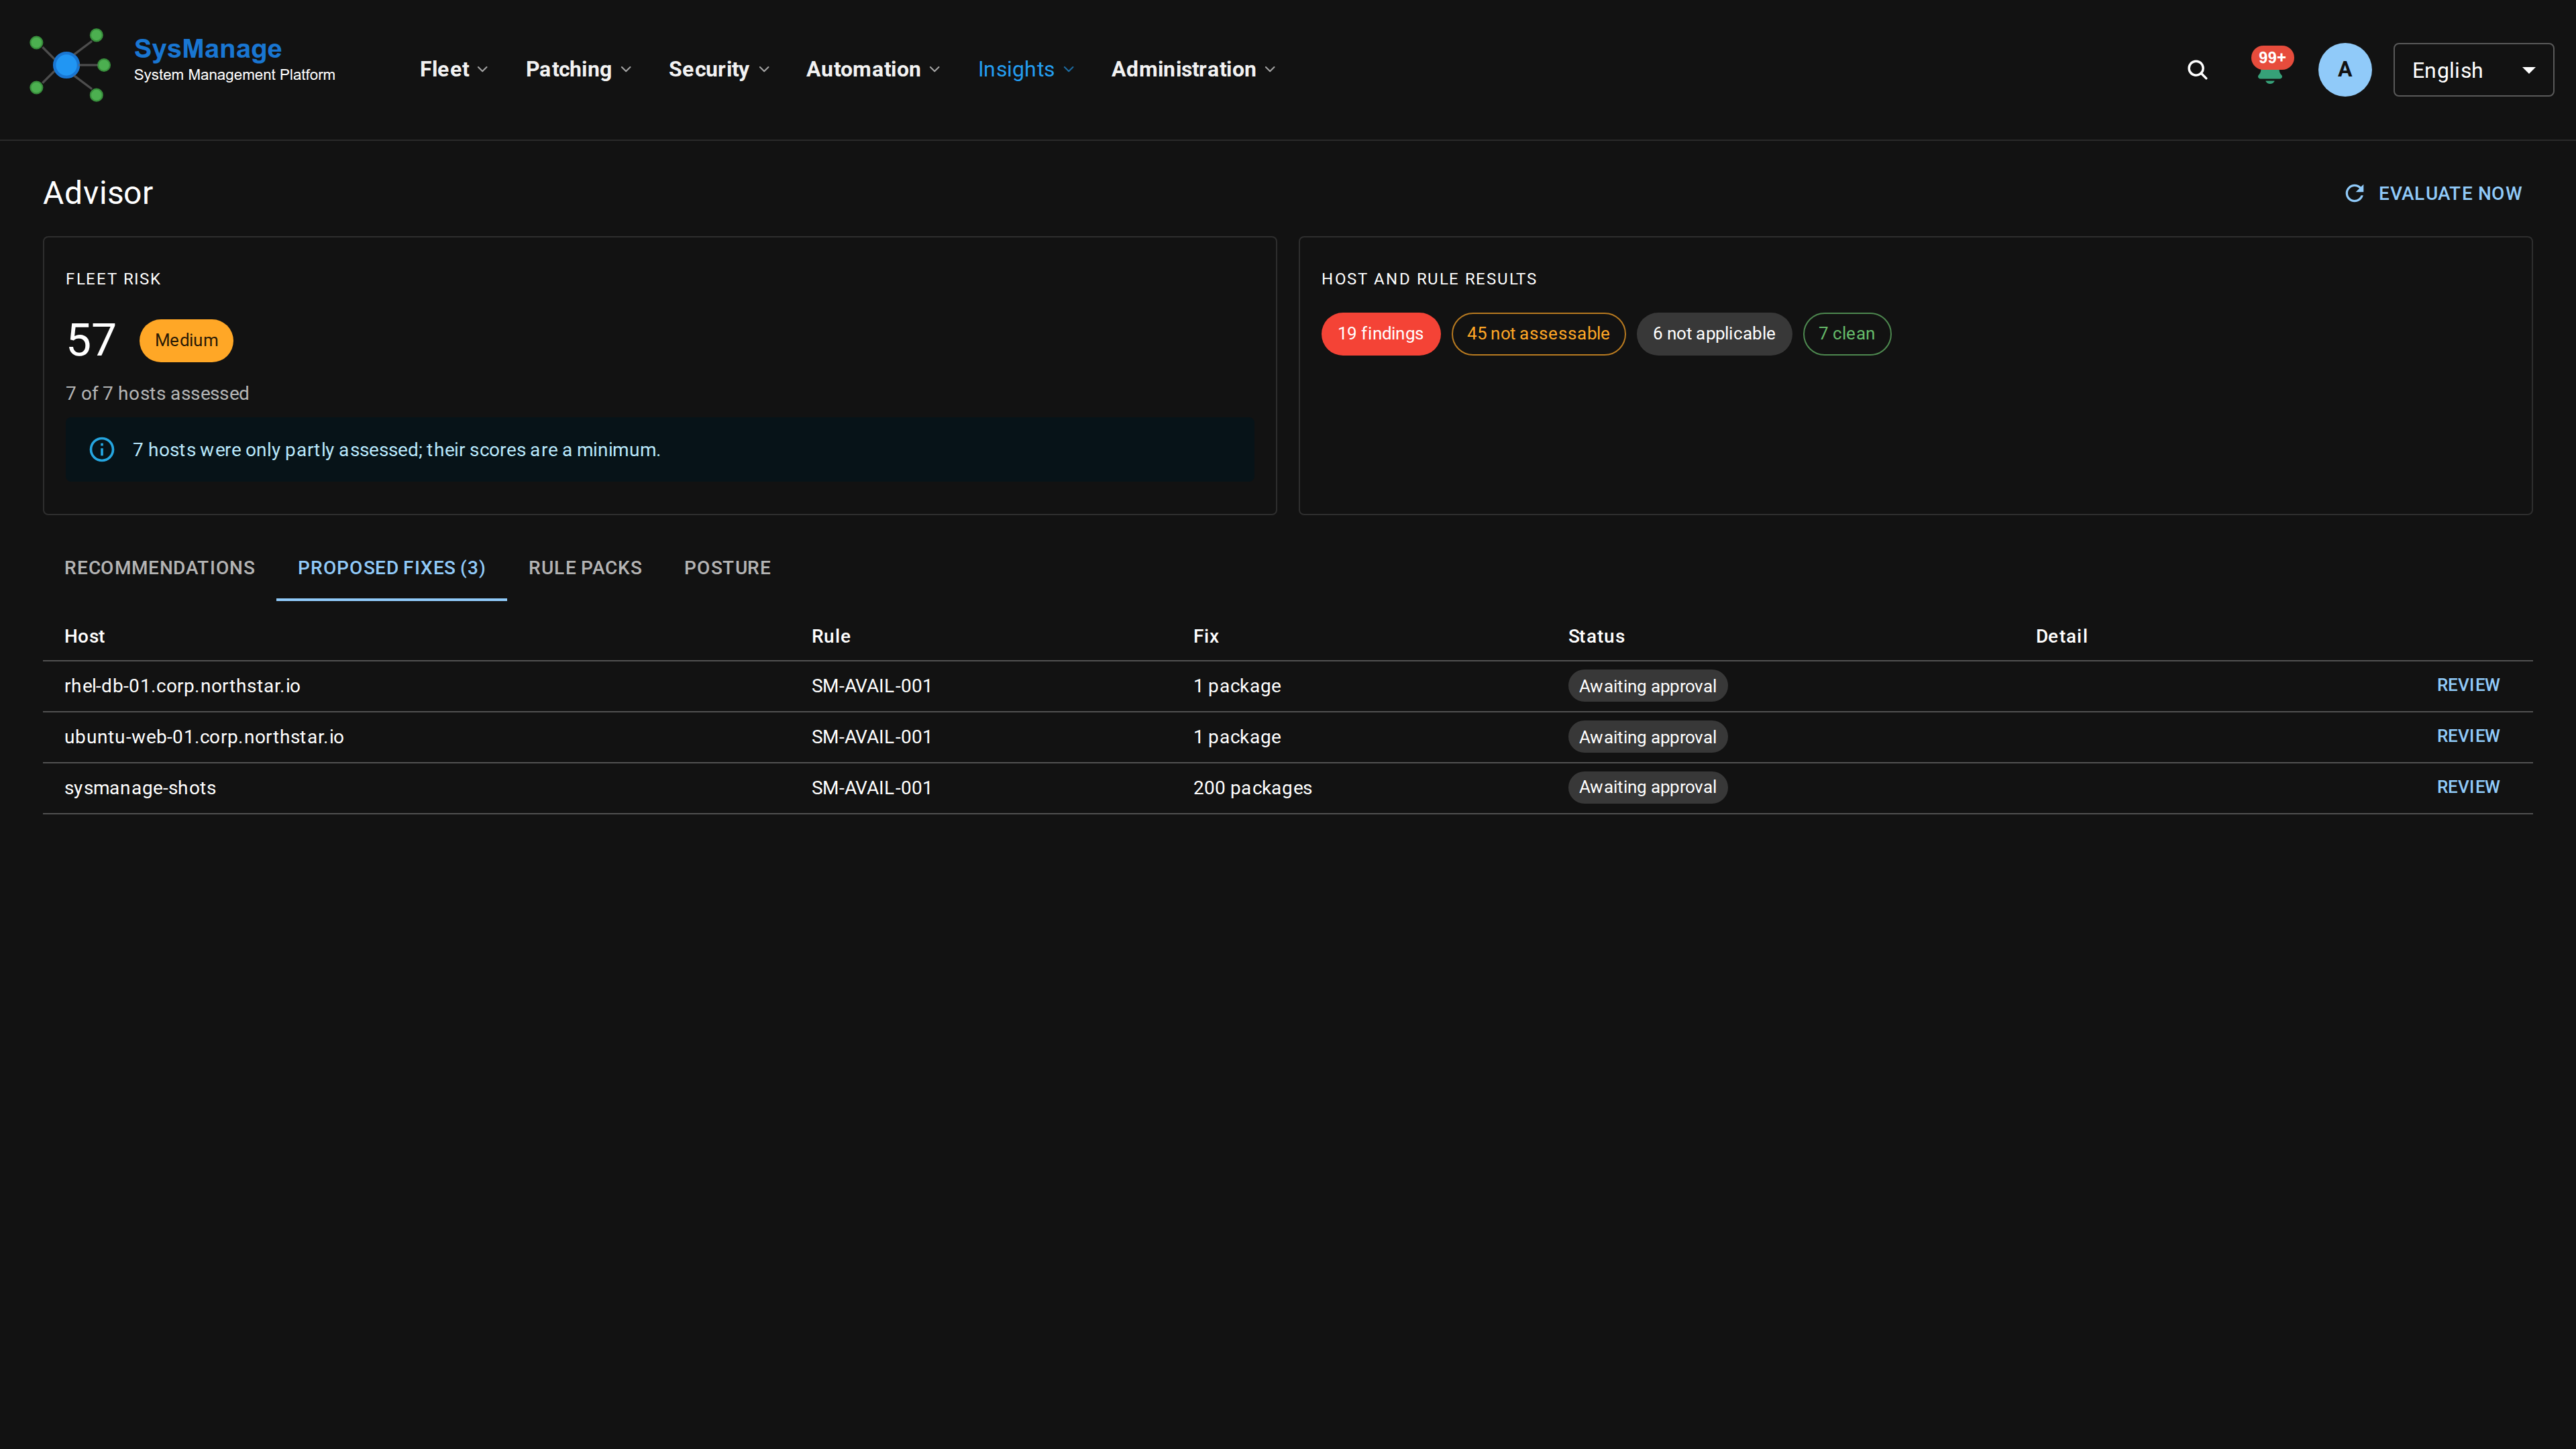 SysManage
System Management Platform
Fleet
Patching
Security
Automation
Insights
Administration
99+
A
English
Advisor
EVALUATE NOW
FLEET RISK
57
Medium
7 of 7 hosts assessed
7 hosts were only partly assessed; their scores are a minimum.
HOST AND RULE RESULTS
19 findings
45 not assessable
6 not applicable
7 clean
RECOMMENDATIONS
PROPOSED FIXES (3)
RULE PACKS
POSTURE
Host Rule Fix Status Detail
rhel-db-01.corp.northstar.io SM-AVAIL-001 1 package Awaiting approval REVIEW
ubuntu-web-01.corp.northstar.io SM-AVAIL-001 1 package Awaiting approval REVIEW
sysmanage-shots SM-AVAIL-001 200 packages Awaiting approval REVIEW